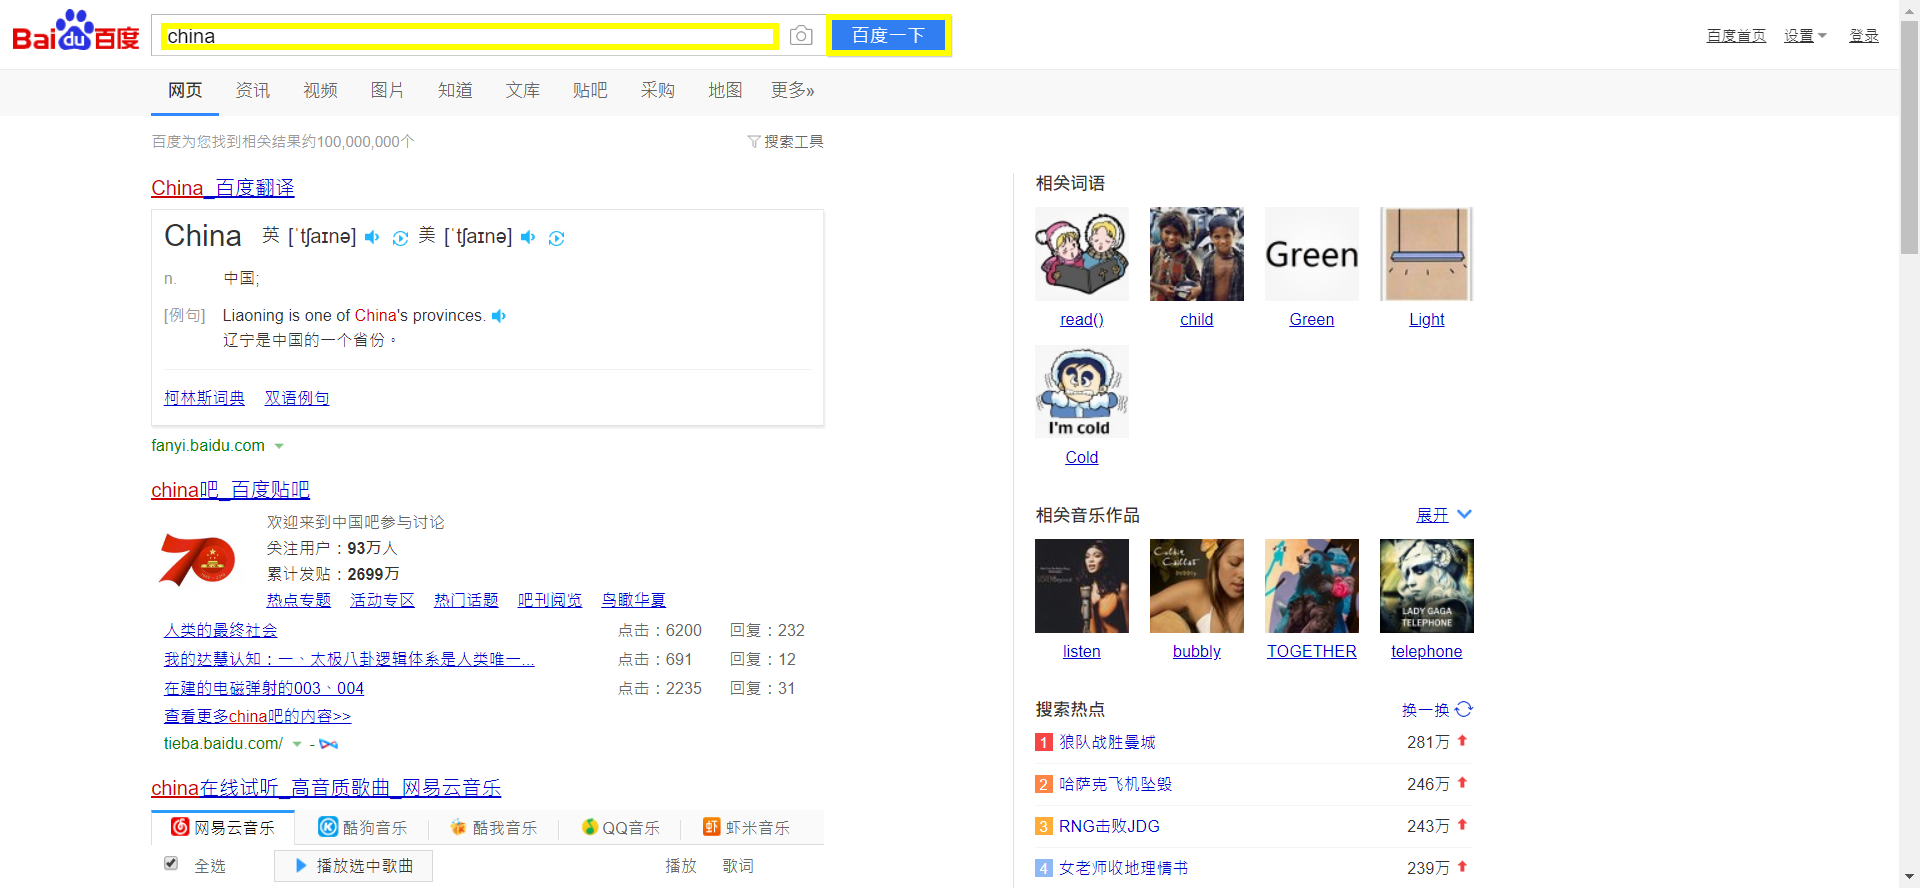 Bai du 百度
china
百度一下
百度首页 设置 登录
网页 资讯 视频 图片 知道 文库 贴吧 采购 地图 更多»
百度为您找到相关结果约100,000,000个
搜索工具
China_百度翻译
China 英 [ˈtʃaɪnə] 美 [ˈtʃaɪnə]
n. 中国;
[例句] Liaoning is one of China's provinces.
辽宁是中国的一个省份。
柯林斯词典 双语例句
fanyi.baidu.com
china吧_百度贴吧
欢迎来到中国吧参与讨论
关注用户：93万人
累计发贴：2699万
热点专题 活动专区 热门话题 吧刊阅览 鸟瞰华夏
人类的最终社会 点击：6200 回复：232
我的达慧认知：一、太极八卦逻辑体系是人类唯一... 点击：691 回复：12
在建的电磁弹射的003、004 点击：2235 回复：31
查看更多china吧的内容>>
tieba.baidu.com/ -
china在线试听_高音质歌曲_网易云音乐
网易云音乐 酷狗音乐 酷我音乐 QQ音乐 虾 虾米音乐
全选 播放选中歌曲 播放 歌词
相关词语
Green
read() child Green Light
I'm cold
Cold
相关音乐作品 展开
Colbie Caillat
bubbly
LADY GAGA
TELEPHONE
listen bubbly TOGETHER telephone
搜索热点 换一换
1 狼队战胜曼城 281万
2 哈萨克飞机坠毁 246万
3 RNG击败JDG 243万
4 女老师收地理情书 239万